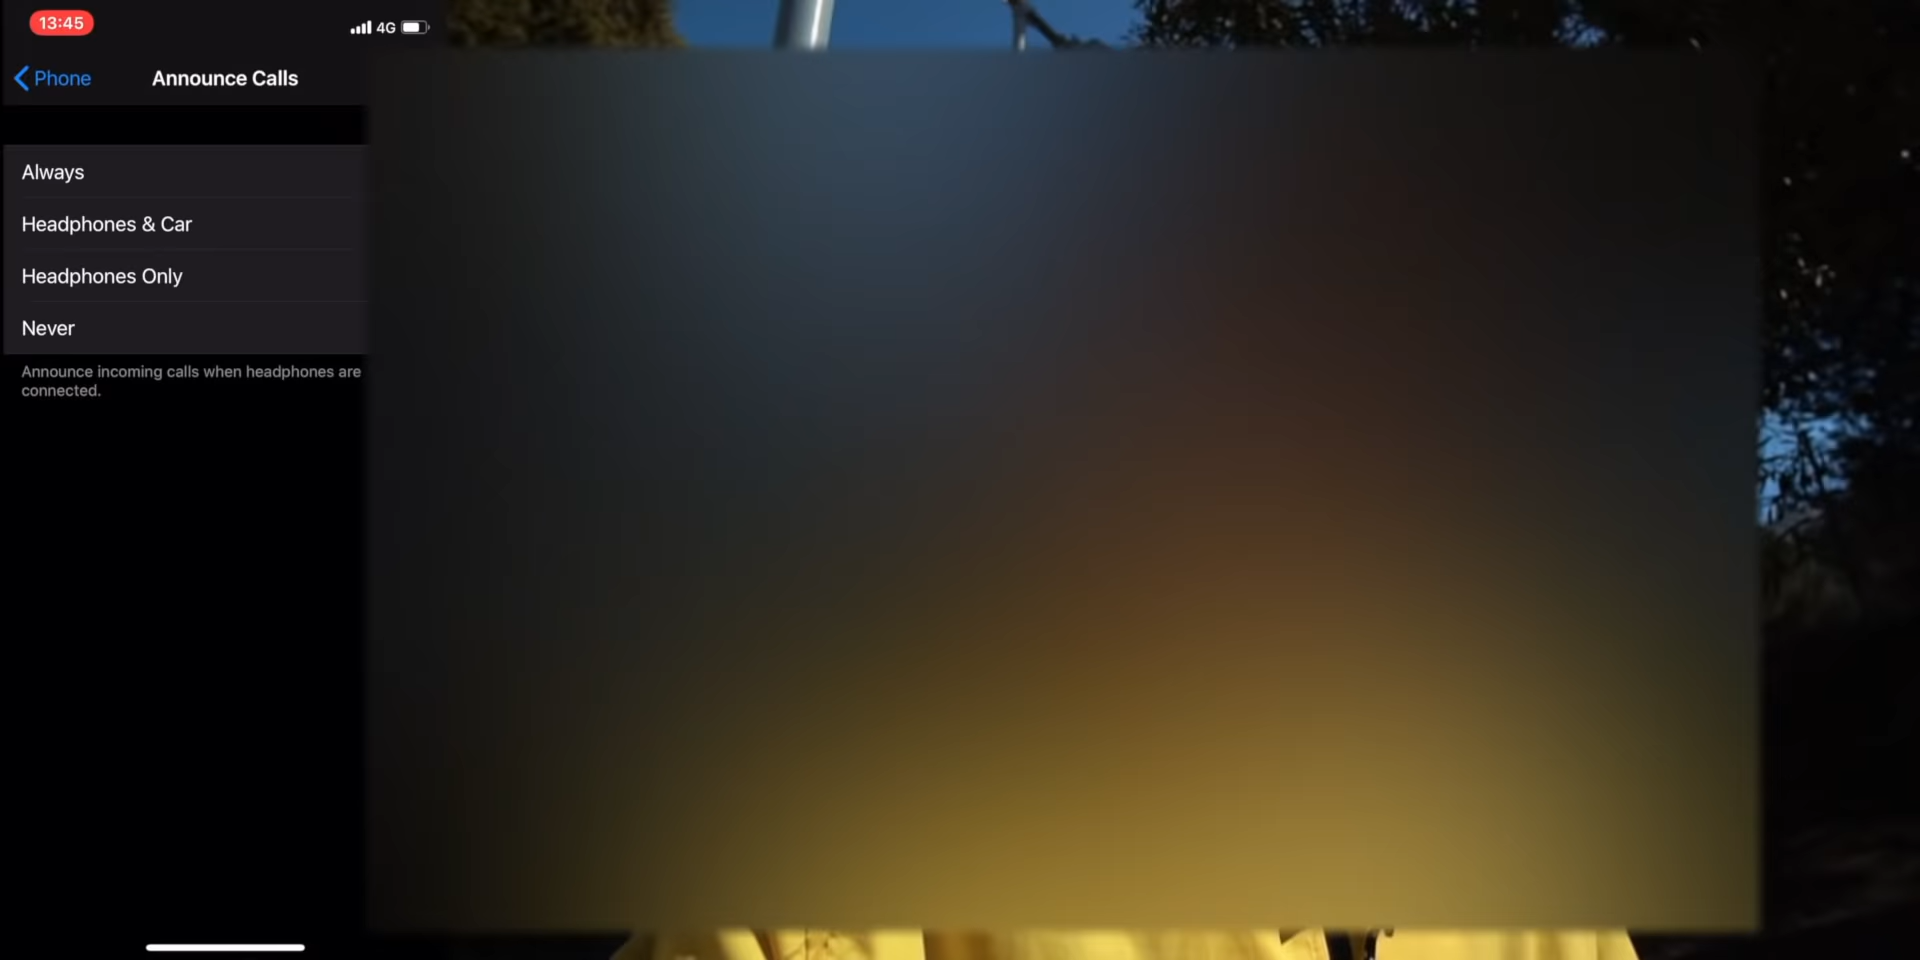 13:45
4G
Phone
Announce Calls
Always
Headphones & Car
Headphones Only
Never
Announce incoming calls when headphones are
connected.